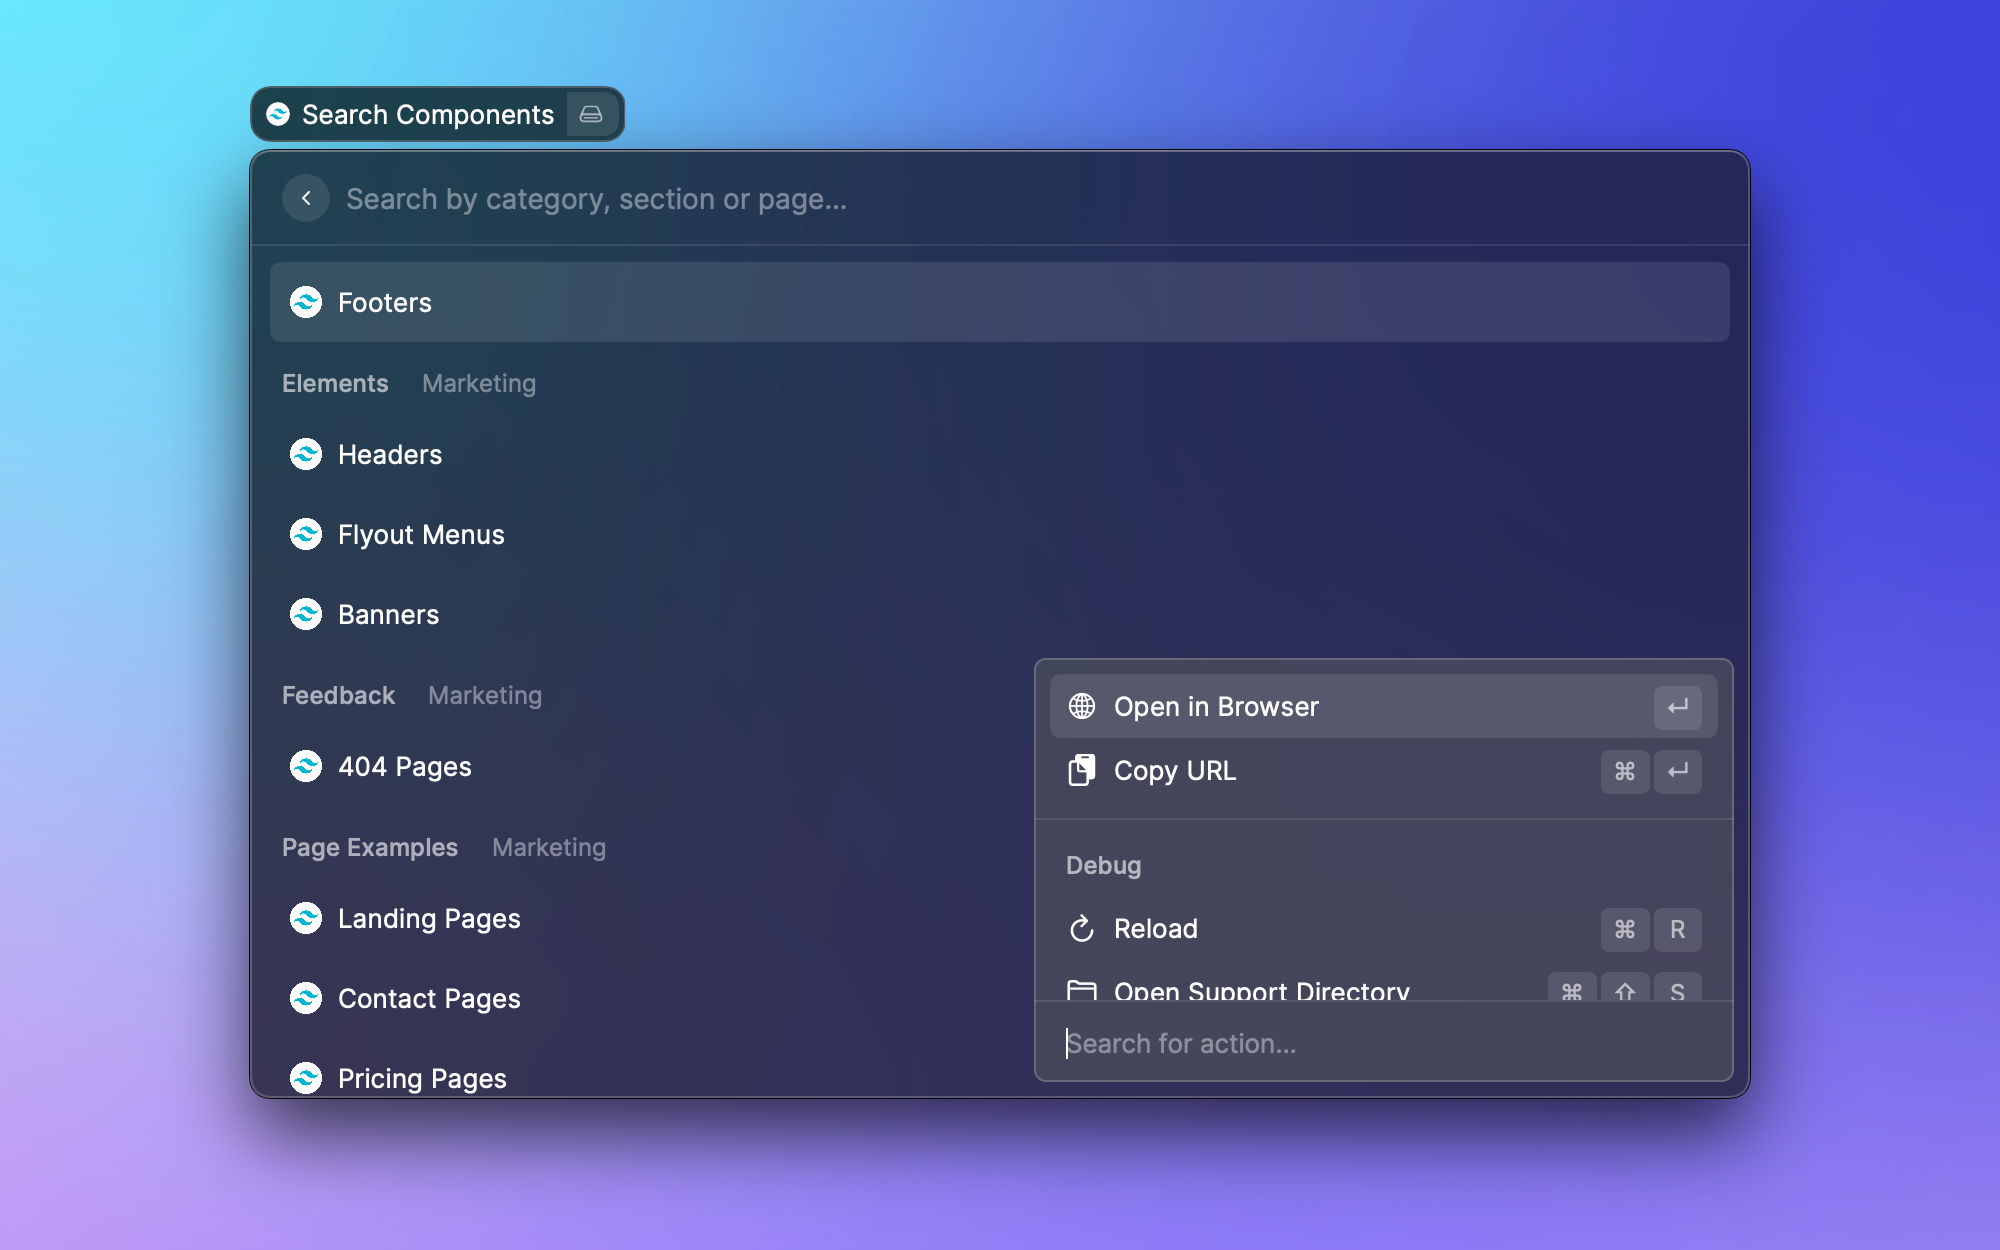 Search Components
Search by category, section or page...
Footers
Elements Marketing
Headers
Flyout Menus
Banners
Feedback Marketing
404 Pages
Page Examples Marketing
Landing Pages
Contact Pages
Pricing Pages
Open in Browser ↵
Copy URL ⌘ ↵
Debug
Reload ⌘ R
Open Support Directory ⌘ ⇧ S
Search for action...